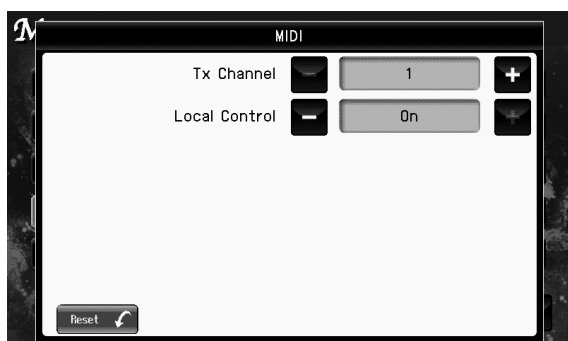 M
MIDI
Tx Channel - 1 +
Local Control - On +
Reset